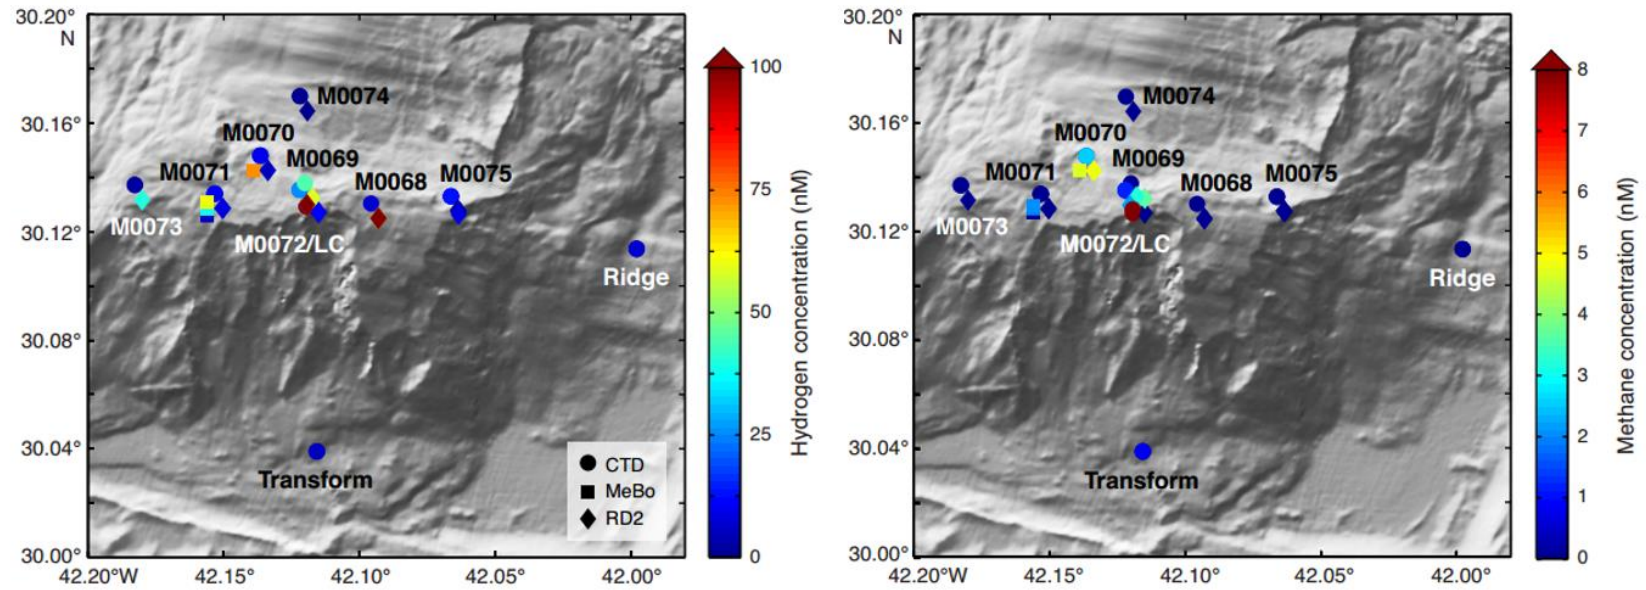 30.20°
N
30.16°
30.12°
30.08°
30.04°
30.00°
42.20°W
42.15°
42.10°
42.05°
42.00°
M0074
M0070
M0069
M0071
M0068
M0075
M0073
M0072/LC
Ridge
Transform
CTD
MeBo
RD2
100
75
50
25
0
Hydrogen concentration (nM)
30.20°
N
30.16°
30.12°
30.08°
30.04°
30.00°
42.20°W
42.15°
42.10°
42.05°
42.00°
M0074
M0070
M0069
M0071
M0068
M0075
M0073
M0072/LC
Ridge
Transform
8
7
6
5
4
3
2
1
0
Methane concentration (nM)